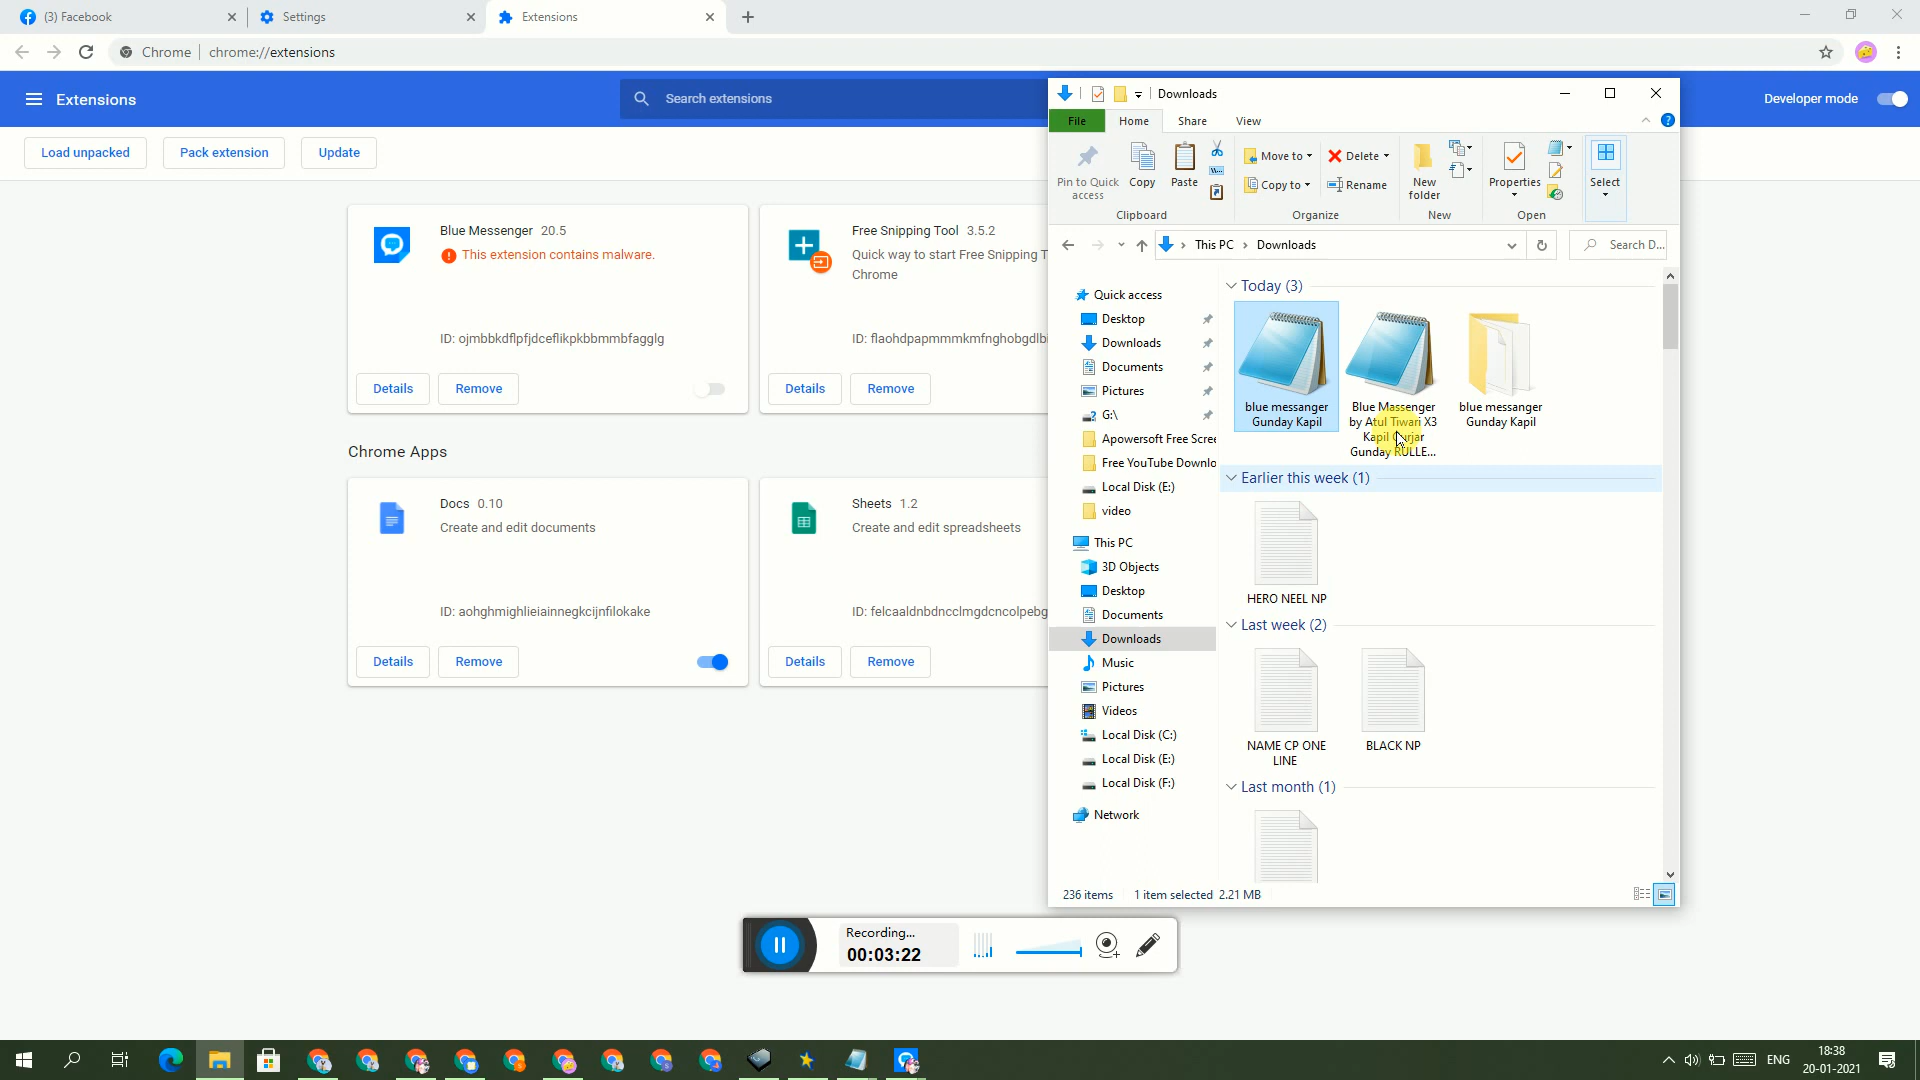 (3) Facebook
Settings
Extensions
Chrome
chrome://extensions
Extensions
Search extensions
Developer mode
Load unpacked
Pack extension
Update
Blue Messenger 20.5
This extension contains malware.
ID: ojmbbkdflpfjdceflikpkbbmmbfagglg
Details
Remove
Free Snipping Tool 3.5.2
Quick way to start Free Snipping T
Chrome
ID: flaohdpapmmmkmfnghobgdlbi
Details
Remove
Chrome Apps
Docs 0.10
Create and edit documents
ID: aohghmighlieiainnegkcijnfilokake
Details
Remove
Sheets 1.2
Create and edit spreadsheets
ID: felcaaldnbdncclmgdcncolpebg
Details
Remove
Downloads
File
Home
Share
View
Pin to Quick
access
Copy
Paste
Clipboard
Move to
Copy to
Delete
Rename
Organize
New
folder
New
Properties
Open
Select
This PC
Downloads
Search D...
Quick access
Desktop
Downloads
Documents
Pictures
G:\
Apowersoft Free Scree
Free YouTube Downlo
Local Disk (E:)
video
This PC
3D Objects
Desktop
Documents
Downloads
Music
Pictures
Videos
Local Disk (C:)
Local Disk (E:)
Local Disk (F:)
Network
Today (3)
blue messanger
Gunday Kapil
Blue Massenger
by Atul Tiwari X3
Kapil
Gunday RULLE...
blue messanger
Gunday Kapil
Earlier this week (1)
HERO NEEL NP
Last week (2)
NAME CP ONE
LINE
BLACK NP
Last month (1)
236 items
1 item selected 2.21 MB
Recording...
00:03:22
ENG
18:38
20-01-2021